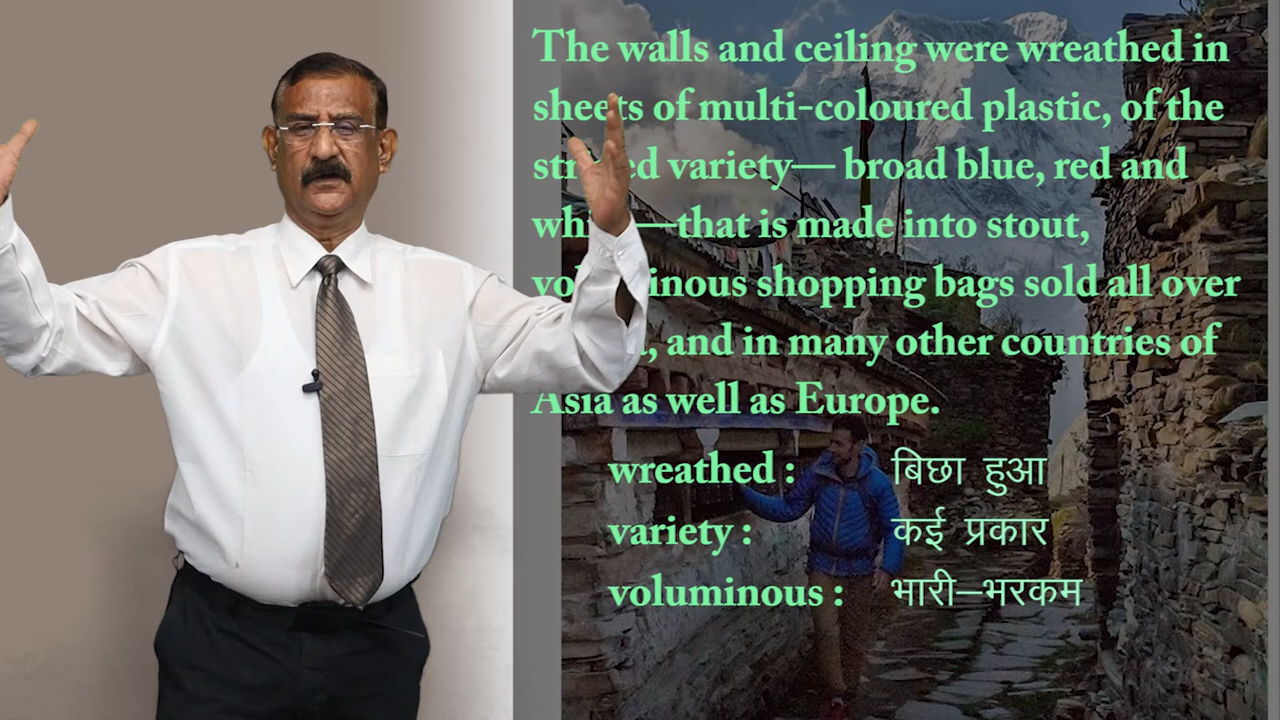 The walls and ceiling were wreathed in
sheets of multi-coloured plastic, of the
variety— broad blue, red and
—that is made into stout,
shopping bags sold all over
and in many other countries of
Asia as well as Europe.
wreathed : बिछा हुआ
variety : कई प्रकार
voluminous : भारी–भरकम